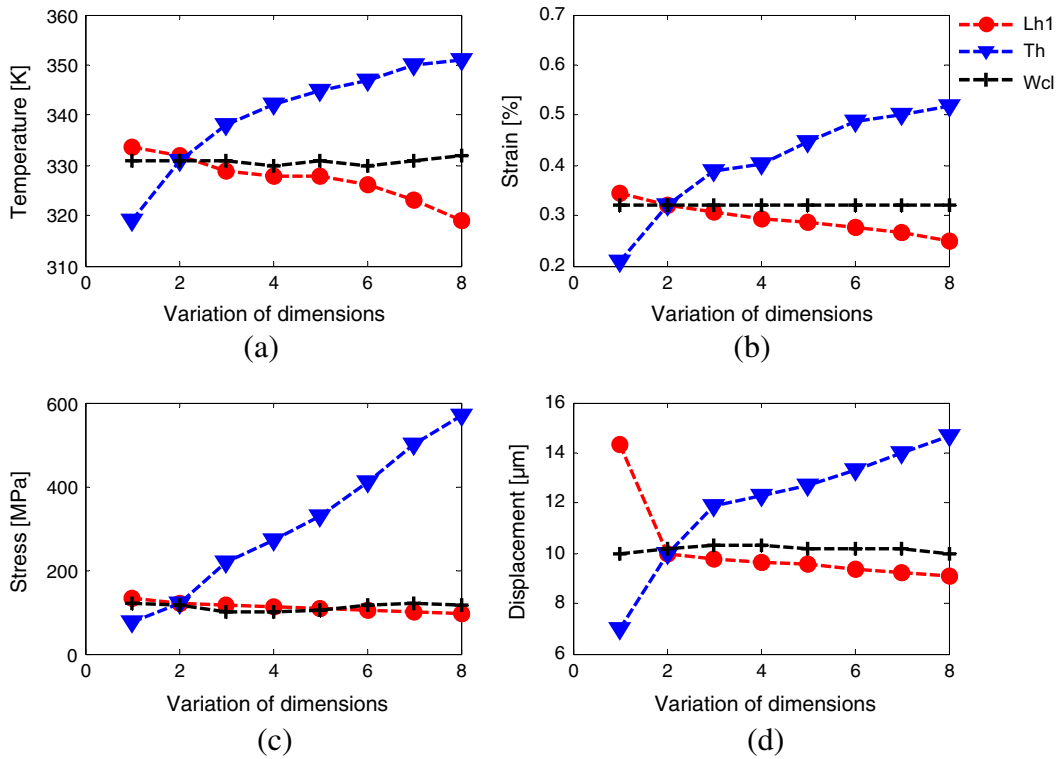 360
350
340
330
320
310
0
2
4
6
8
Temperature [K]
Variation of dimensions
(a)
0.7
0.6
0.5
0.4
0.3
0.2
0
2
4
6
8
Strain [%]
Variation of dimensions
(b)
Lh1
Th
Wcl
600
400
200
0
0
2
4
6
8
Stress [MPa]
Variation of dimensions
(c)
16
14
12
10
8
6
0
2
4
6
8
Displacement [µm]
Variation of dimensions
(d)